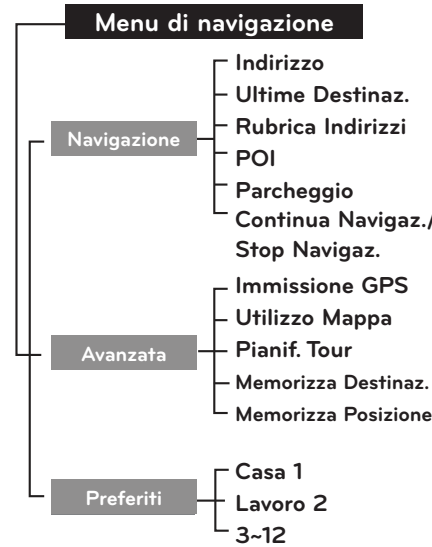 Menu di navigazione
Navigazione
Indirizzo
Ultime Destinaz.
Rubrica Indirizzi
POI
Parcheggio
Continua Navigaz./
Stop Navigaz.
Avanzata
Immissione GPS
Utilizzo Mappa
Pianif. Tour
Memorizza Destinaz.
Memorizza Posizione
Preferiti
Casa 1
Lavoro 2
3~12